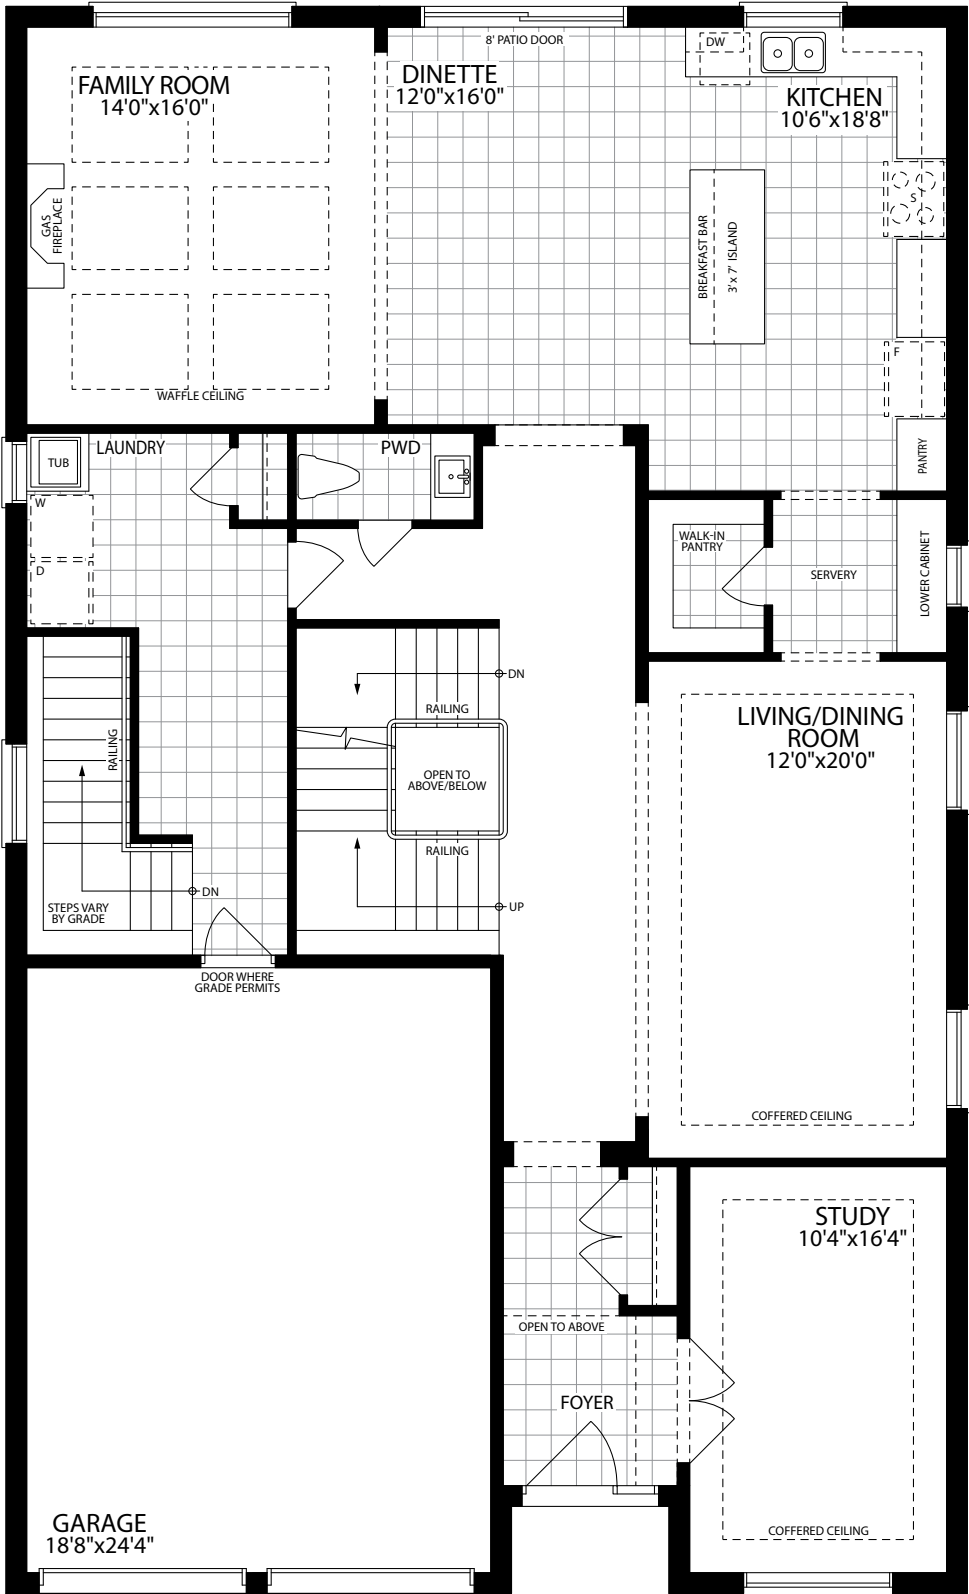 8' PATIO DOOR
DW
FAMILY ROOM
14'0"x16'0"
DINETTE
12'0"x16'0"
KITCHEN
10'6"x18'8"
GAS
FIREPLACE
S
BREAKFAST BAR
3' x 7' ISLAND
F
WAFFLE CEILING
PANTRY
TUB
LAUNDRY
PWD
W
D
WALK-IN
PANTRY
SERVERY
LOWER CABINET
DN
RAILING
RAILING
OPEN TO
ABOVE/BELOW
RAILING
LIVING/DINING
ROOM
12'0"x20'0"
DN
UP
STEPS VARY
BY GRADE
DOOR WHERE
GRADE PERMITS
COFFERED CEILING
STUDY
10'4"x16'4"
OPEN TO ABOVE
FOYER
GARAGE
18'8"x24'4"
COFFERED CEILING